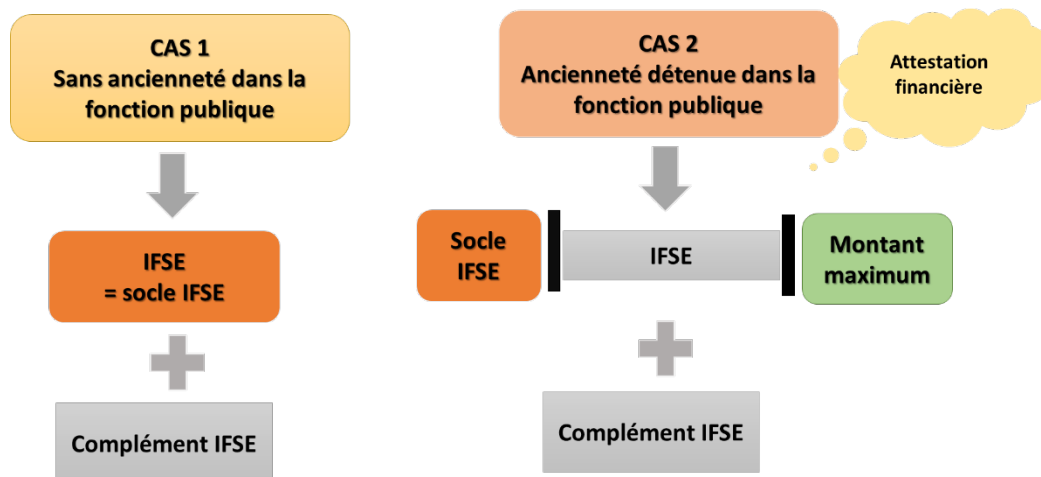 CAS 1
Sans ancienneté dans la
fonction publique
IFSE
= socle IFSE
Complément IFSE
CAS 2
Ancienneté détenue dans la
fonction publique
Attestation
financière
Socle
IFSE
IFSE
Montant
maximum
Complément IFSE